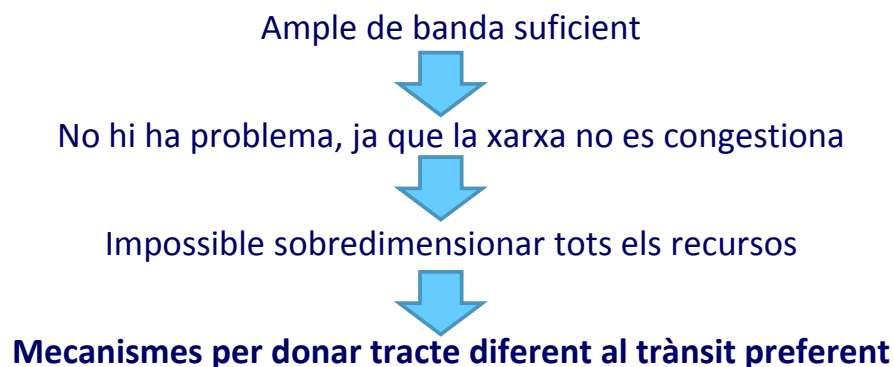 Ample de banda suficient
No hi ha problema, ja que la xarxa no es congestiona
Impossible sobredimensionar tots els recursos
Mecanismes per donar tracte diferent al trànsit preferent